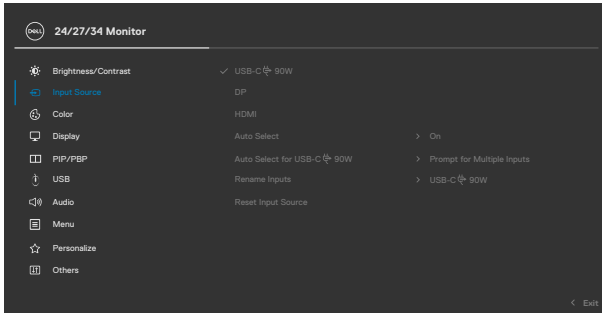 DELL 24/27/34 Monitor
Brightness/Contrast USB-C 90W
Input Source DP
Color HDMI
Display Auto Select On
PIP/PBP Auto Select for USB-C 90W Prompt for Multiple Inputs
USB Rename Inputs USB-C 90W
Audio Reset Input Source
Menu
Personalize
Others
Exit